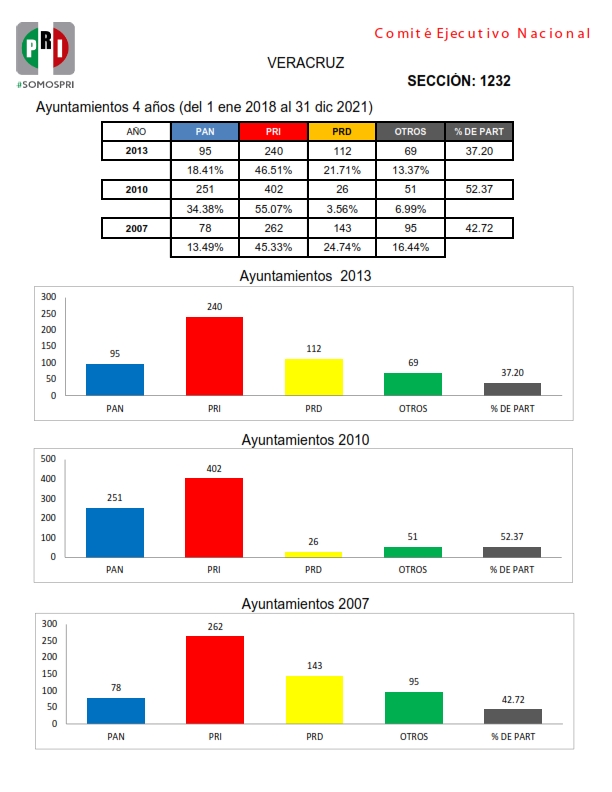 Comité Ejecutivo Nacional
PRI
#SOMOSPRI
VERACRUZ
SECCIÓN: 1232
Ayuntamientos 4 años (del 1 ene 2018 al 31 dic 2021)
AÑO PAN PRI PRD OTROS % DE PART
2013 95 240 112 69 37.20
18.41% 46.51% 21.71% 13.37%
2010 251 402 26 51 52.37
34.38% 55.07% 3.56% 6.99%
2007 78 262 143 95 42.72
13.49% 45.33% 24.74% 16.44%
Ayuntamientos 2013
300
250
200
150
100
50
0
95 240 112 69 37.20
PAN PRI PRD OTROS % DE PART
Ayuntamientos 2010
500
400
300
200
100
0
251 402 26 51 52.37
PAN PRI PRD OTROS % DE PART
Ayuntamientos 2007
300
250
200
150
100
50
0
78 262 143 95 42.72
PAN PRI PRD OTROS % DE PART